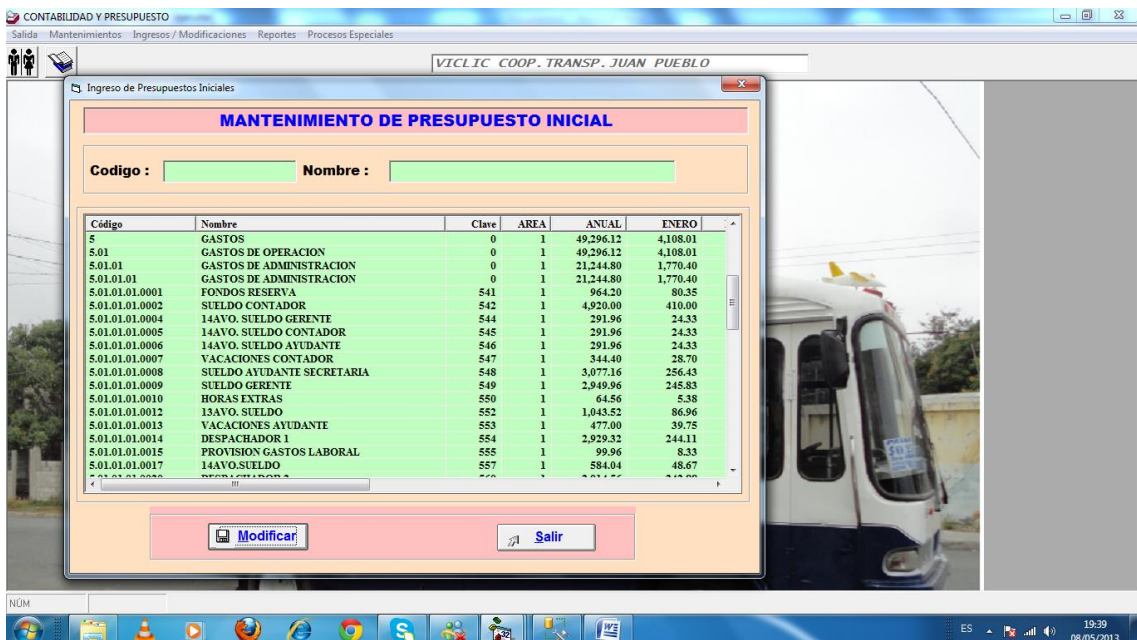 CONTABILIDAD Y PRESUPUESTO
Salida Mantenimientos Ingresos / Modificaciones Reportes Procesos Especiales
VICLIC COOP. TRANSP. JUAN PUEBLO
Ingreso de Presupuestos Iniciales
MANTENIMIENTO DE PRESUPUESTO INICIAL
Codigo : Nombre :
Código Nombre Clave AREA ANUAL ENERO
5 GASTOS 0 1 49,296.12 4,108.01
5.01 GASTOS DE OPERACION 0 1 49,296.12 4,108.01
5.01.01 GASTOS DE ADMINISTRACION 0 1 21,244.80 1,770.40
5.01.01.01 GASTOS DE ADMINISTRACION 0 1 21,244.80 1,770.40
5.01.01.01.0001 FONDOS RESERVA 541 1 964.20 80.35
5.01.01.01.0002 SUELDO CONTADOR 542 1 4,920.00 410.00
5.01.01.01.0004 14AVO. SUELDO GERENTE 544 1 291.96 24.33
5.01.01.01.0005 14AVO. SUELDO CONTADOR 545 1 291.96 24.33
5.01.01.01.0006 14AVO. SUELDO AYUDANTE 546 1 291.96 24.33
5.01.01.01.0007 VACACIONES CONTADOR 547 1 344.40 28.70
5.01.01.01.0008 SUELDO AYUDANTE SECRETARIA 548 1 3,077.16 256.43
5.01.01.01.0009 SUELDO GERENTE 549 1 2,949.96 245.83
5.01.01.01.0010 HORAS EXTRAS 550 1 64.56 5.38
5.01.01.01.0012 13AVO. SUELDO 552 1 1,043.52 86.96
5.01.01.01.0013 VACACIONES AYUDANTE 553 1 477.00 39.75
5.01.01.01.0014 DESPACHADOR 1 554 1 2,929.32 244.11
5.01.01.01.0015 PROVISION GASTOS LABORAL 555 1 99.96 8.33
5.01.01.01.0017 14AVO.SUELDO 557 1 584.04 48.67
Modificar Salir
NÚM
ES 19:39
08/05/2013